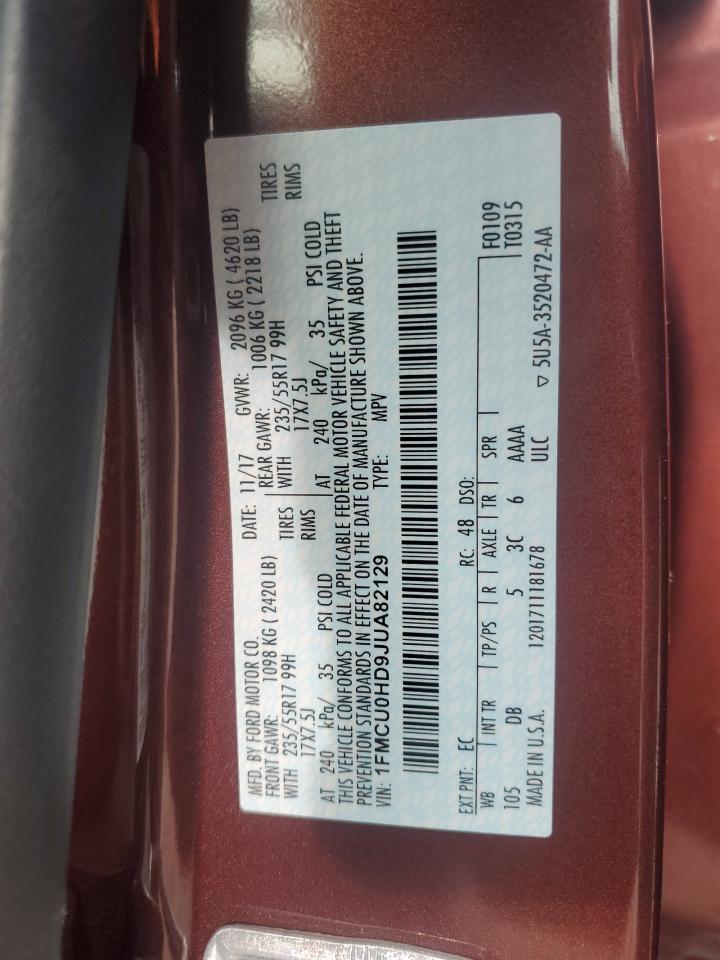 MFD. BY FORD MOTOR CO. DATE: 11/17 GVWR: 2096 KG ( 4620 LB)
FRONT GAWR: 1098 KG ( 2420 LB) REAR GAWR: 1006 KG ( 2218 LB)
WITH 235/55R17 99H TIRES WITH 235/55R17 99H TIRES
17X7.5J RIMS 17X7.5J RIMS
AT 240 kPa/ 35 PSI COLD AT 240 kPa/ 35 PSI COLD
THIS VEHICLE CONFORMS TO ALL APPLICABLE FEDERAL MOTOR VEHICLE SAFETY AND THEFT
PREVENTION STANDARDS IN EFFECT ON THE DATE OF MANUFACTURE SHOWN ABOVE.
VIN: 1FMCU0HD9JUA82129 TYPE: MPV
EXT PNT: EC RC: 48 DSO:
WB INT TR TP/PS R AXLE TR SPR F0109
105 DB 5 3C 6 AAAA T0315
MADE IN U.S.A. 1201711181678 ULC ▽ 5U5A-3520472-AA